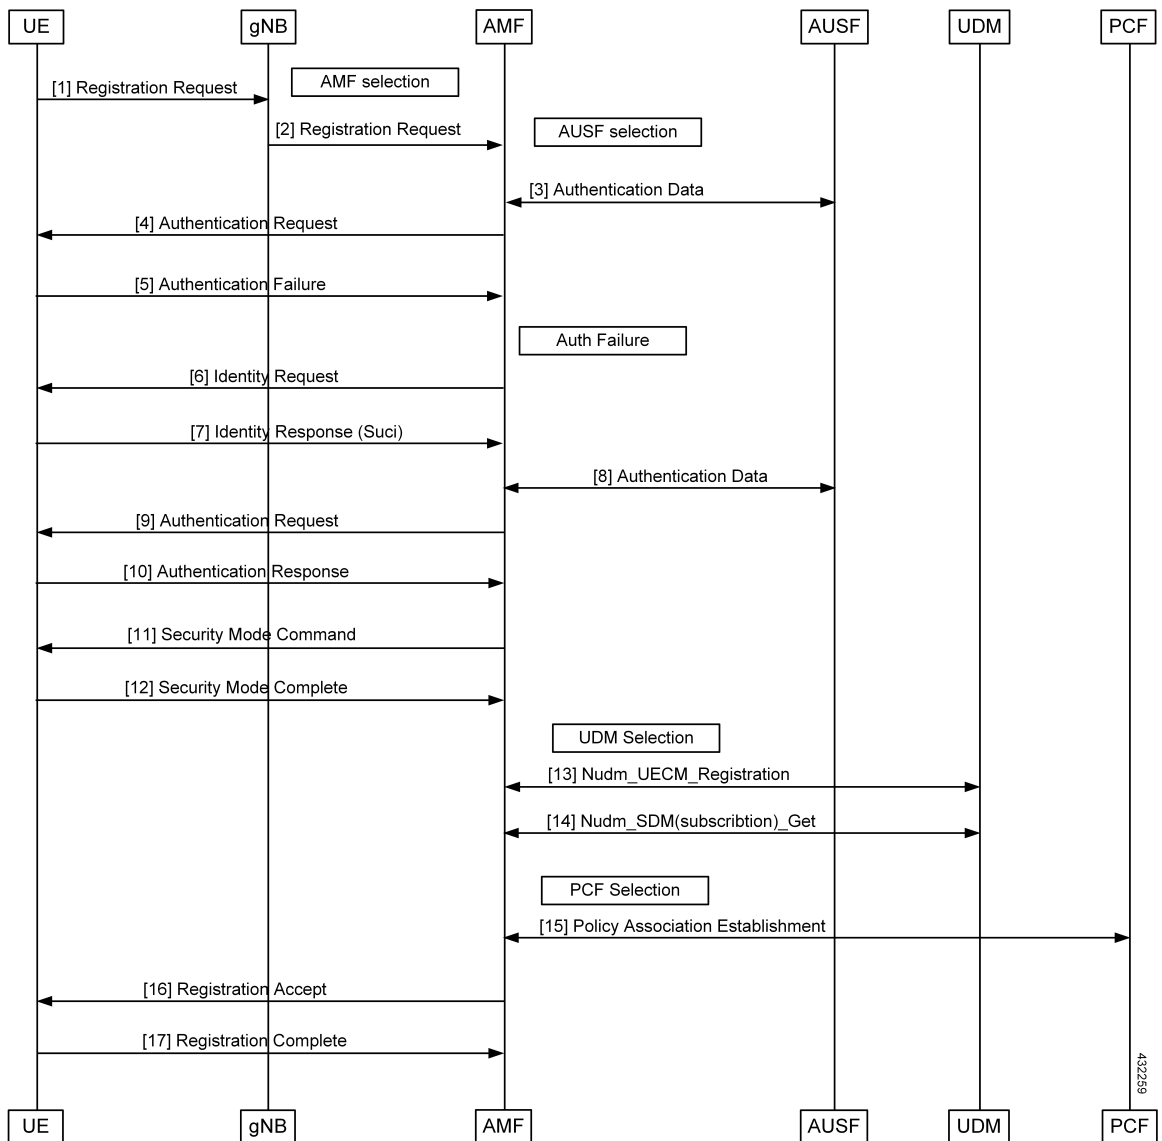 UE
gNB
AMF
AUSF
UDM
PCF
AMF selection
[1] Registration Request
[2] Registration Request
AUSF selection
[3] Authentication Data
[4] Authentication Request
[5] Authentication Failure
Auth Failure
[6] Identity Request
[7] Identity Response (Suci)
[8] Authentication Data
[9] Authentication Request
[10] Authentication Response
[11] Security Mode Command
[12] Security Mode Complete
UDM Selection
[13] Nudm_UECM_Registration
[14] Nudm_SDM(subscribtion)_Get
PCF Selection
[15] Policy Association Establishment
[16] Registration Accept
[17] Registration Complete
432259
UE
gNB
AMF
AUSF
UDM
PCF